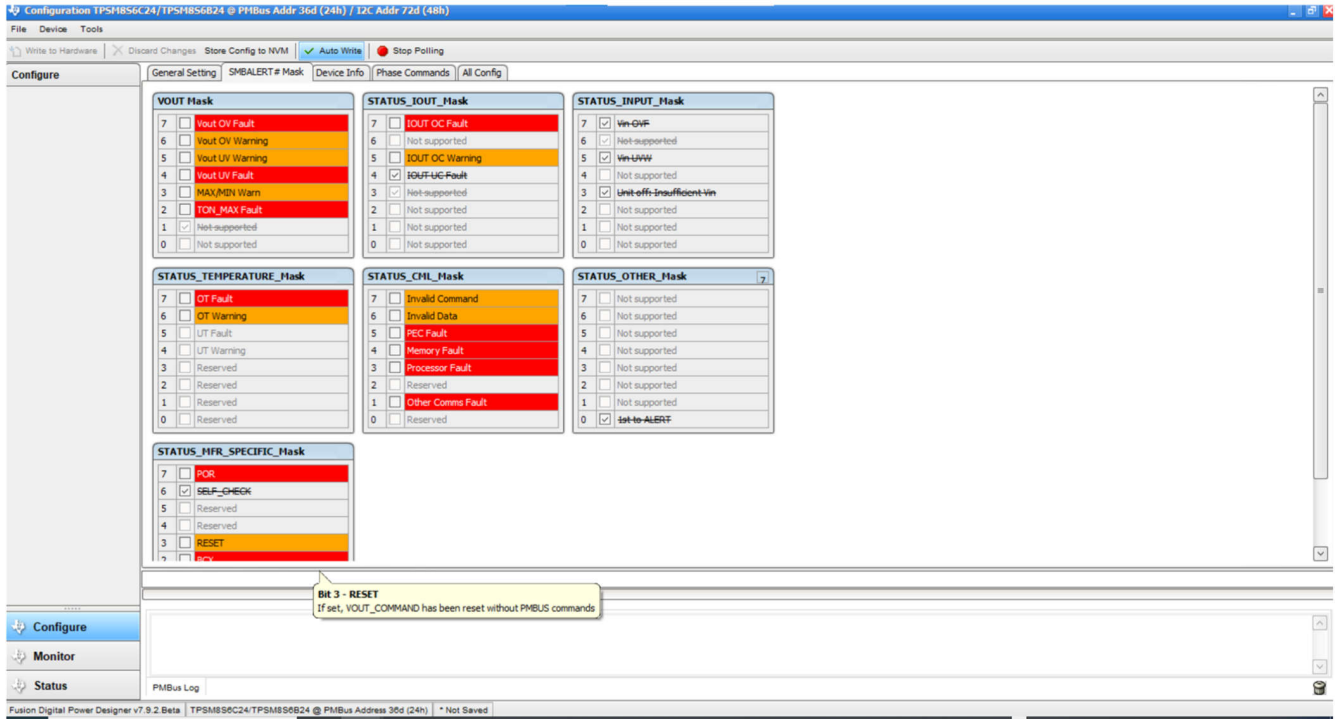 Configuration TPSM8S6C24/TPSM8S6B24 @ PMBus Addr 36d (24h) / I2C Addr 72d (48h)
File Device Tools
Write to Hardware Discard Changes Store Config to NVM Auto Write Stop Polling
Configure
General Setting SMBALERT# Mask Device Info Phase Commands All Config
VOUT Mask
7 Vout OV Fault
6 Vout OV Warning
5 Vout UV Warning
4 Vout UV Fault
3 MAX/MIN Warn
2 TON_MAX Fault
1 Not supported
0 Not supported
STATUS_IOUT_Mask
7 IOUT OC Fault
6 Not supported
5 IOUT OC Warning
4 IOUT UC Fault
3 Not supported
2 Not supported
1 Not supported
0 Not supported
STATUS_INPUT_Mask
7 Vin OVF
6 Not supported
5 Vin UVW
4 Not supported
3 Unit off: Insufficient Vin
2 Not supported
1 Not supported
0 Not supported
STATUS_TEMPERATURE_Mask
7 OT Fault
6 OT Warning
5 UT Fault
4 UT Warning
3 Reserved
2 Reserved
1 Reserved
0 Reserved
STATUS_CML_Mask
7 Invalid Command
6 Invalid Data
5 PEC Fault
4 Memory Fault
3 Processor Fault
2 Reserved
1 Other Comms Fault
0 Reserved
STATUS_OTHER_Mask 7
7 Not supported
6 Not supported
5 Not supported
4 Not supported
3 Not supported
2 Not supported
1 Not supported
0 1st to ALERT
STATUS_MFR_SPECIFIC_Mask
7 POR
6 SELF_CHECK
5 Reserved
4 Reserved
3 RESET
2 BCX
Bit 3 - RESET
If set, VOUT_COMMAND has been reset without PMBUS commands
Configure
Monitor
Status
PMBus Log
Fusion Digital Power Designer v7.9.2.Beta TPSM8S6C24/TPSM8S6B24 @ PMBus Address 36d (24h) * Not Saved